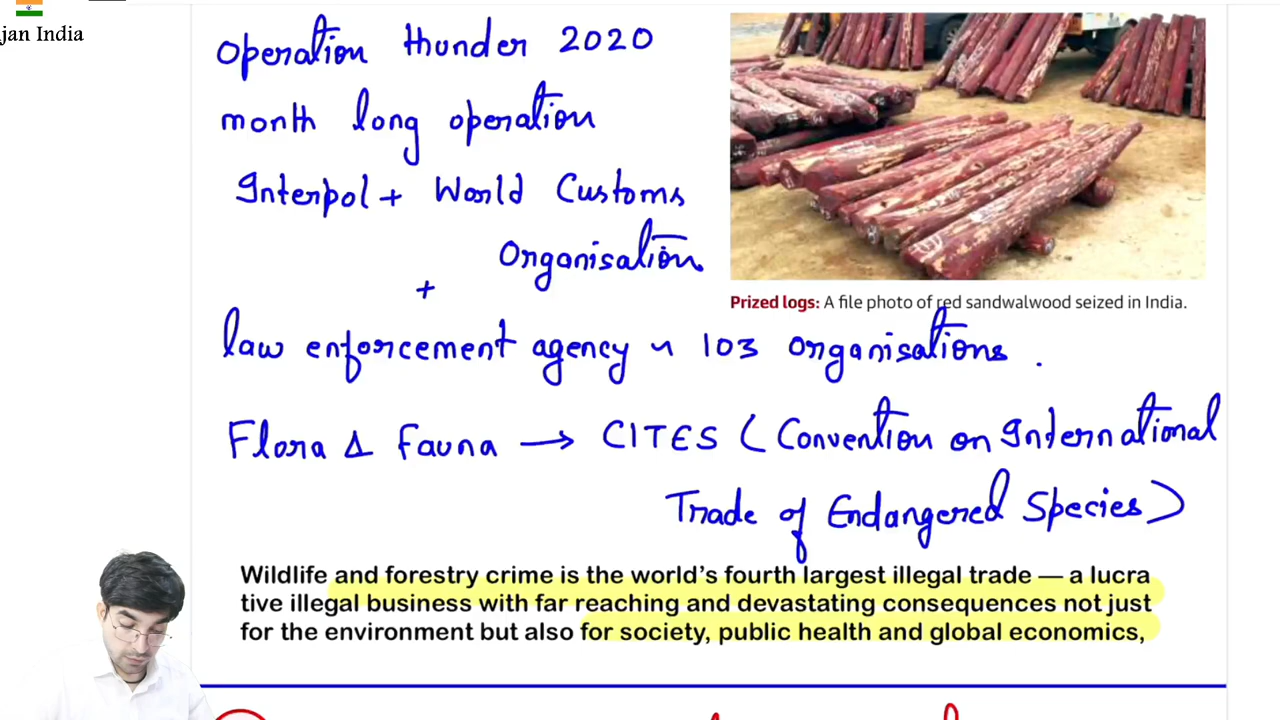 jan India
Operation thunder 2020
month long operation
Interpol + World Customs
Organisation
+
law enforcement agency ~ 103 organisations .
Flora & Fauna → CITES ( Convention on International
Trade of Endangered Species )
Prized logs: A file photo of red sandwalwood seized in India.
Wildlife and forestry crime is the world's fourth largest illegal trade — a lucra
tive illegal business with far reaching and devastating consequences not just
for the environment but also for society, public health and global economics,